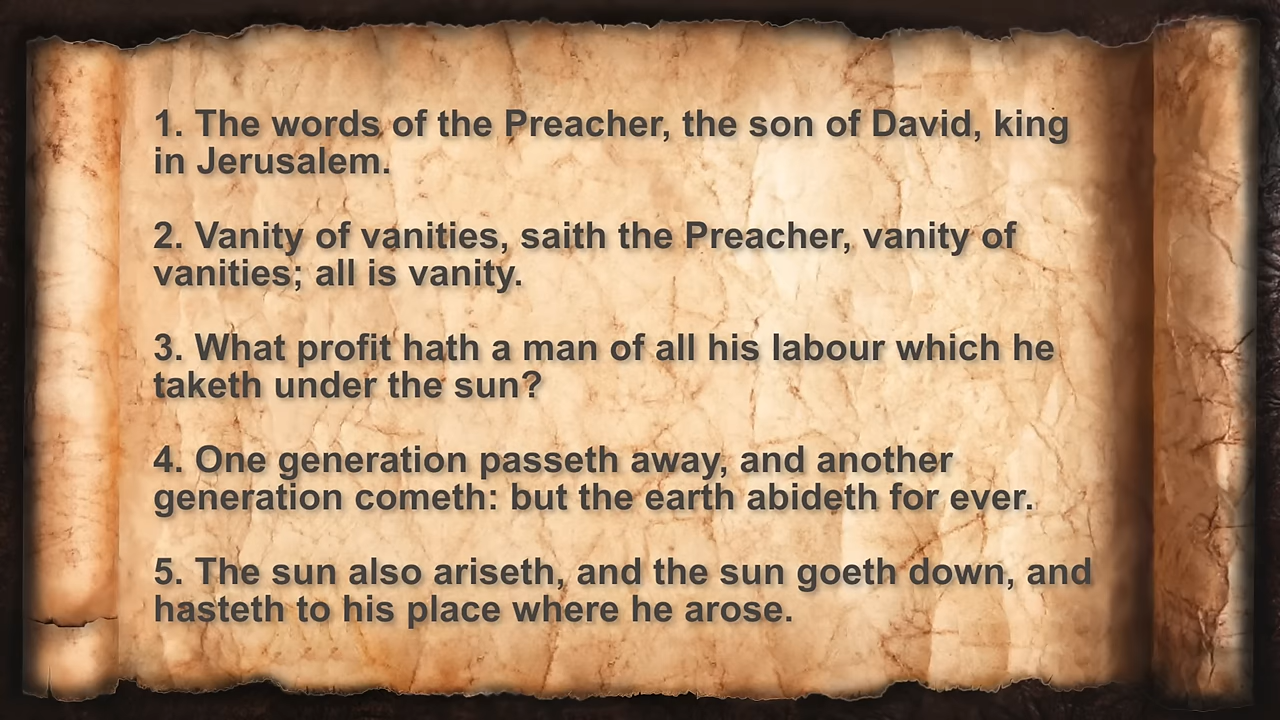 1. The words of the Preacher, the son of David, king
in Jerusalem.
2. Vanity of vanities, saith the Preacher, vanity of
vanities; all is vanity.
3. What profit hath a man of all his labour which he
taketh under the sun?
4. One generation passeth away, and another
generation cometh: but the earth abideth for ever.
5. The sun also ariseth, and the sun goeth down, and
hasteth to his place where he arose.